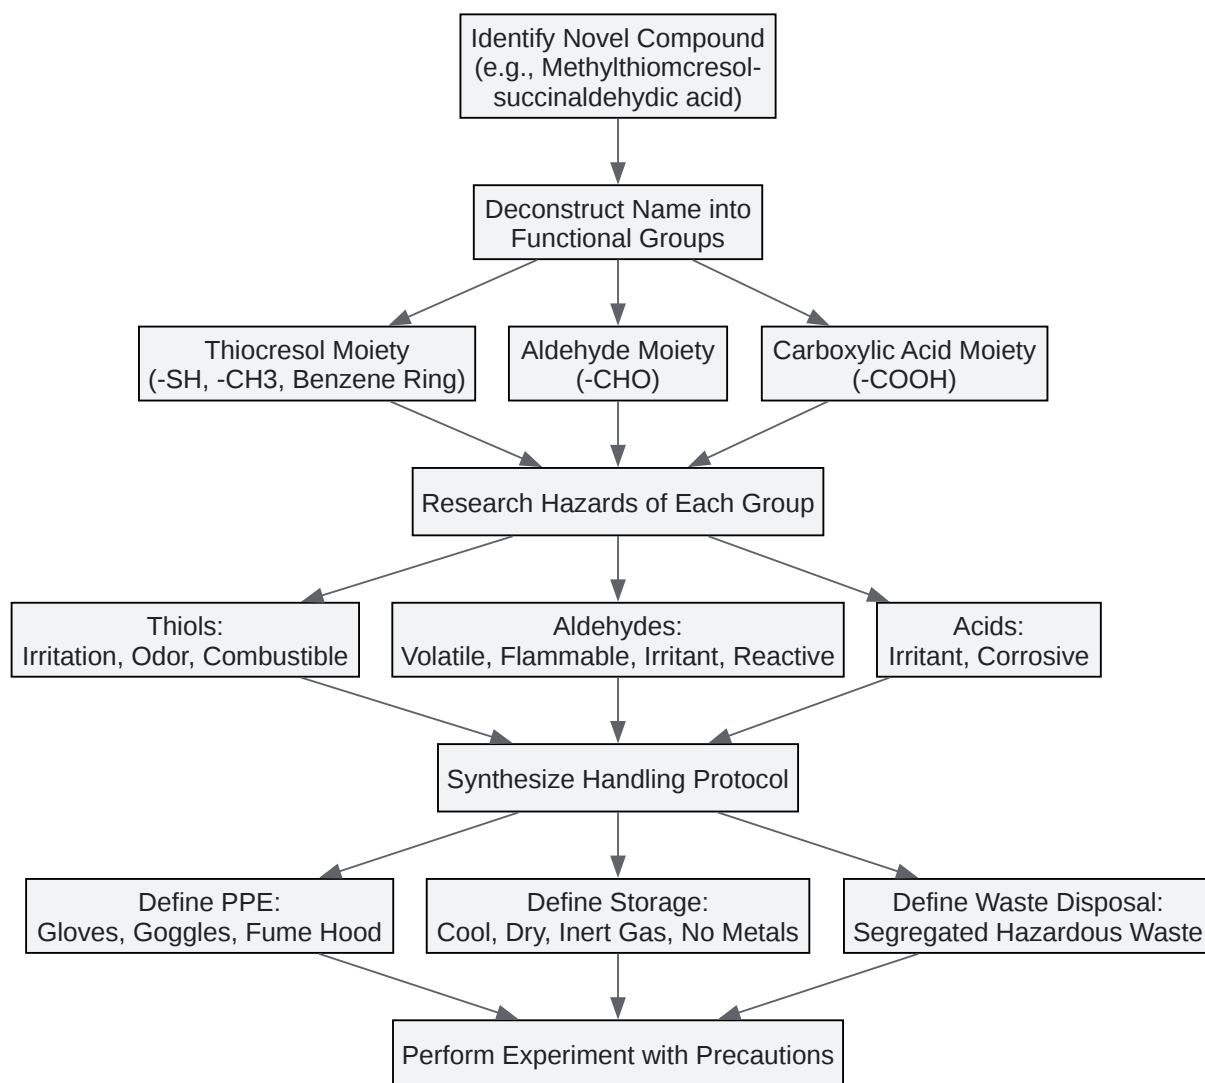 Identify Novel Compound
(e.g., Methylthiomcresol-
succinaldehydic acid)
Deconstruct Name into
Functional Groups
Thiocresol Moiety
(-SH, -CH3, Benzene Ring)
Aldehyde Moiety
(-CHO)
Carboxylic Acid Moiety
(-COOH)
Research Hazards of Each Group
Thiols:
Irritation, Odor, Combustible
Aldehydes:
Volatile, Flammable, Irritant, Reactive
Acids:
Irritant, Corrosive
Synthesize Handling Protocol
Define PPE:
Gloves, Goggles, Fume Hood
Define Storage:
Cool, Dry, Inert Gas, No Metals
Define Waste Disposal:
Segregated Hazardous Waste
Perform Experiment with Precautions